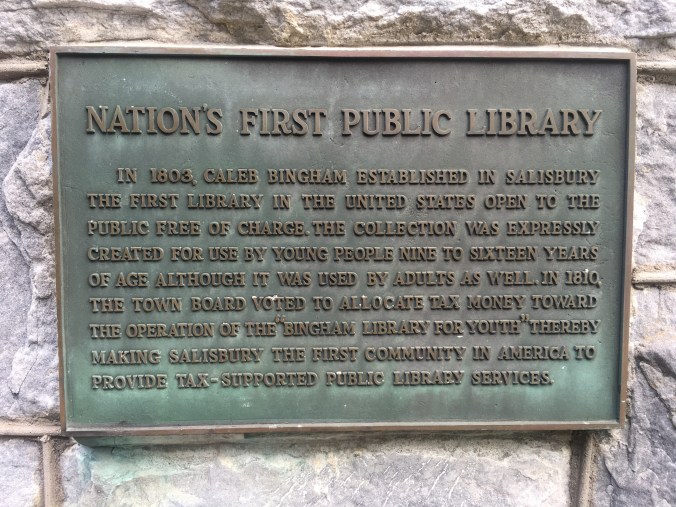 NATION'S FIRST PUBLIC LIBRARY
IN 1803, CALEB BINGHAM ESTABLISHED IN SALISBURY
THE FIRST LIBRARY IN THE UNITED STATES OPEN TO THE
PUBLIC FREE OF CHARGE. THE COLLECTION WAS EXPRESSLY
CREATED FOR USE BY YOUNG PEOPLE NINE TO SIXTEEN YEARS
OF AGE ALTHOUGH IT WAS USED BY ADULTS AS WELL. IN 1810,
THE TOWN BOARD VOTED TO ALLOCATE TAX MONEY TOWARD
THE OPERATION OF THE "BINGHAM LIBRARY FOR YOUTH" THEREBY
MAKING SALISBURY THE FIRST COMMUNITY IN AMERICA TO
PROVIDE TAX-SUPPORTED PUBLIC LIBRARY SERVICES.